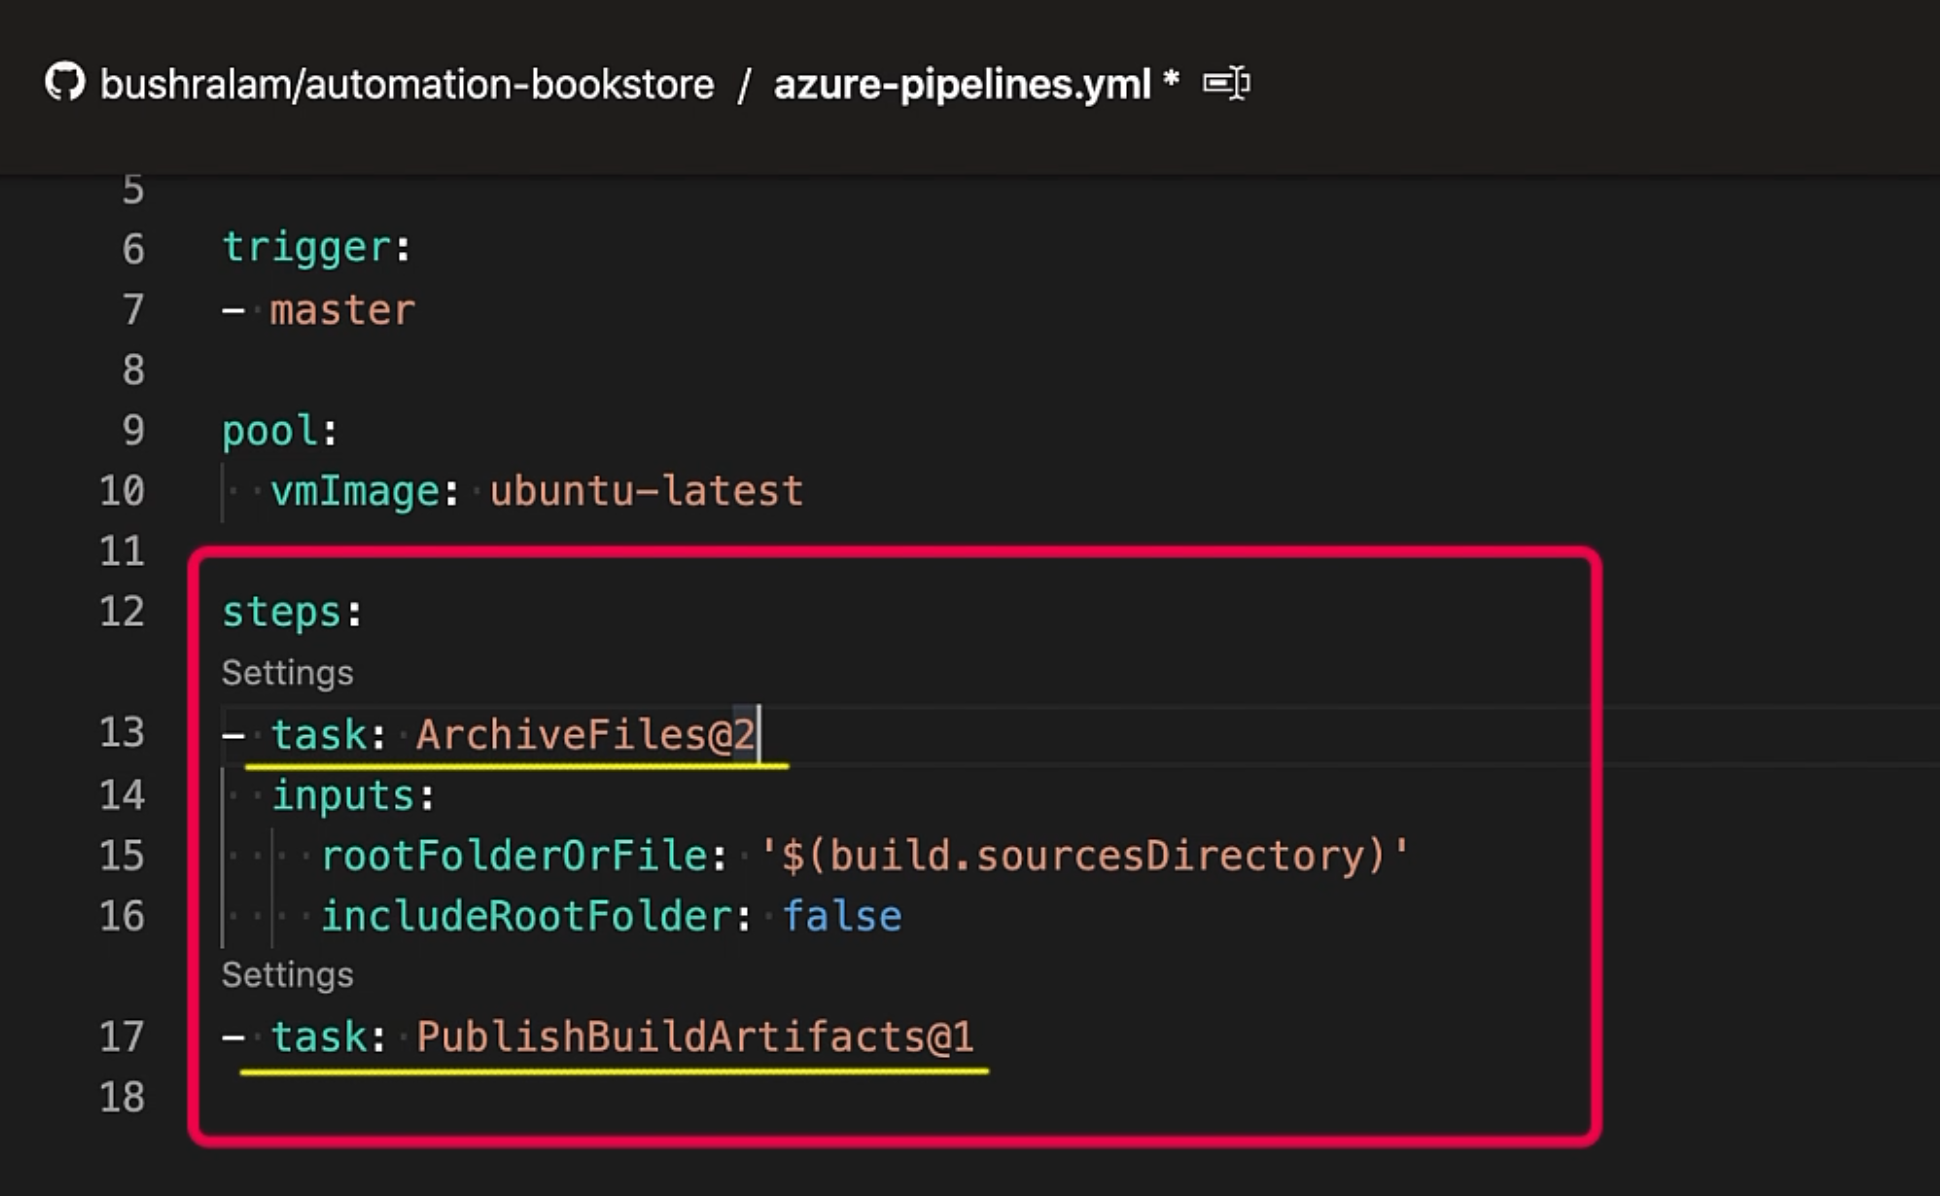 bushralam/automation-bookstore / azure-pipelines.yml *
5
6 trigger:
7 - master
8
9 pool:
10 vmImage: ubuntu-latest
11
12 steps:
Settings
13 - task: ArchiveFiles@2
14 inputs:
15 rootFolderOrFile: '$(build.sourcesDirectory)'
16 includeRootFolder: false
Settings
17 - task: PublishBuildArtifacts@1
18